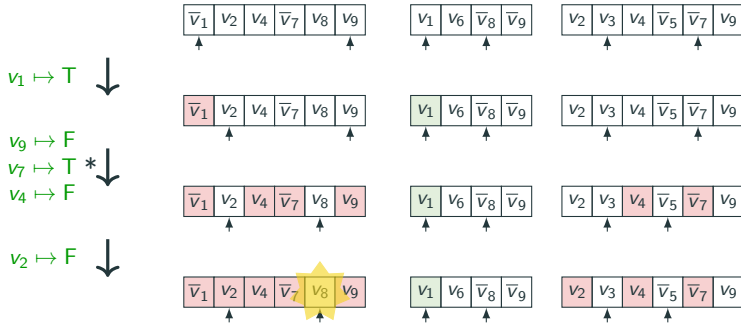 v̅₁ v₂ v₄ v̅₇ v₈ v₉ v₁ v₆ v̅₈ v̅₉ v₂ v₃ v₄ v̅₅ v̅₇ v₉
v₁ ↦ T
v̅₁ v₂ v₄ v̅₇ v₈ v₉ v₁ v₆ v̅₈ v̅₉ v₂ v₃ v₄ v̅₅ v̅₇ v₉
v₉ ↦ F
v₇ ↦ T *
v₄ ↦ F
v̅₁ v₂ v₄ v̅₇ v₈ v₉ v₁ v₆ v̅₈ v̅₉ v₂ v₃ v₄ v̅₅ v̅₇ v₉
v₂ ↦ F
v̅₁ v₂ v₄ v̅₇ v₈ v₉ v₁ v₆ v̅₈ v̅₉ v₂ v₃ v₄ v̅₅ v̅₇ v₉